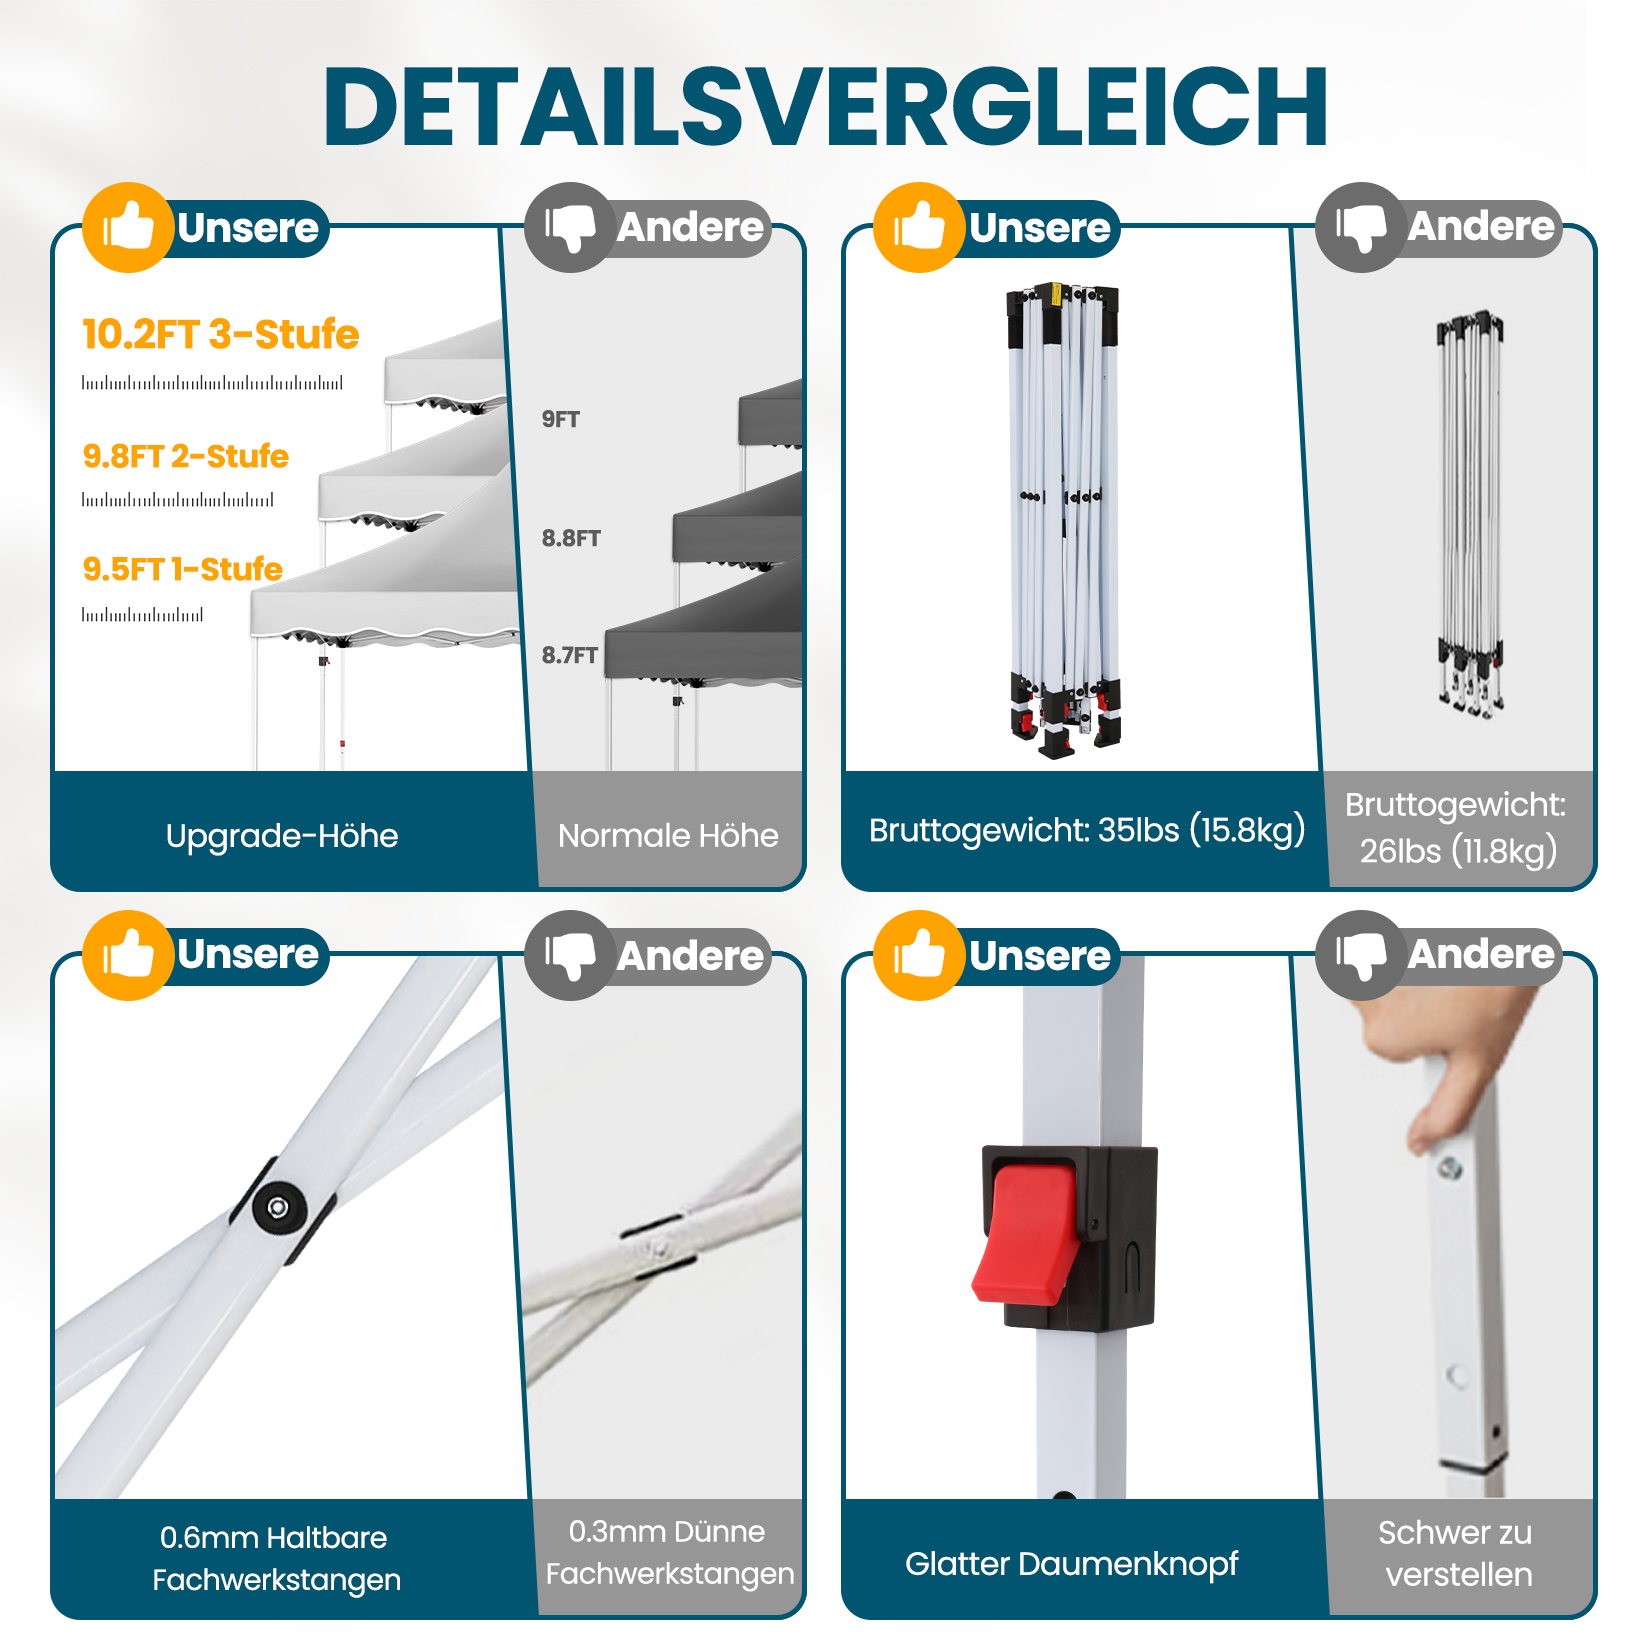 DETAILSVERGLEICH
Unsere
Andere
10.2FT 3-Stufe
9.8FT 2-Stufe
9.5FT 1-Stufe
9FT
8.8FT
8.7FT
Upgrade-Höhe
Normale Höhe
Unsere
Andere
Bruttogewicht: 35lbs (15.8kg)
Bruttogewicht:
26lbs (11.8kg)
Unsere
Andere
0.6mm Haltbare
Fachwerkstangen
0.3mm Dünne
Fachwerkstangen
Unsere
Andere
Glatter Daumenknopf
Schwer zu
verstellen